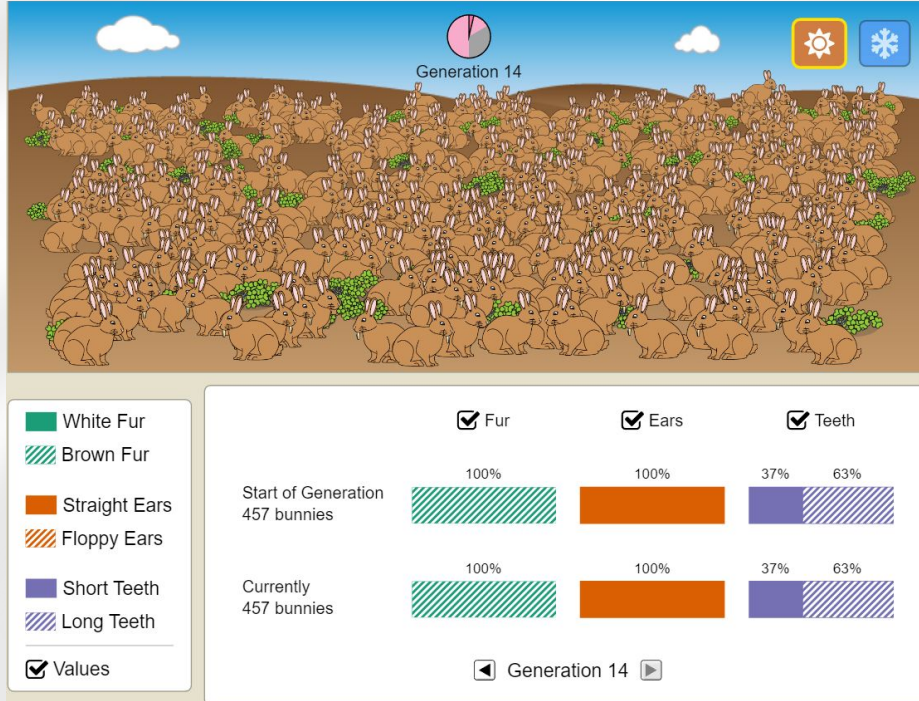 Generation 14
White Fur
Brown Fur
Straight Ears
Floppy Ears
Short Teeth
Long Teeth
Values
Fur
Ears
Teeth
100%
100%
37%
63%
Start of Generation
457 bunnies
100%
100%
37%
63%
Currently
457 bunnies
Generation 14